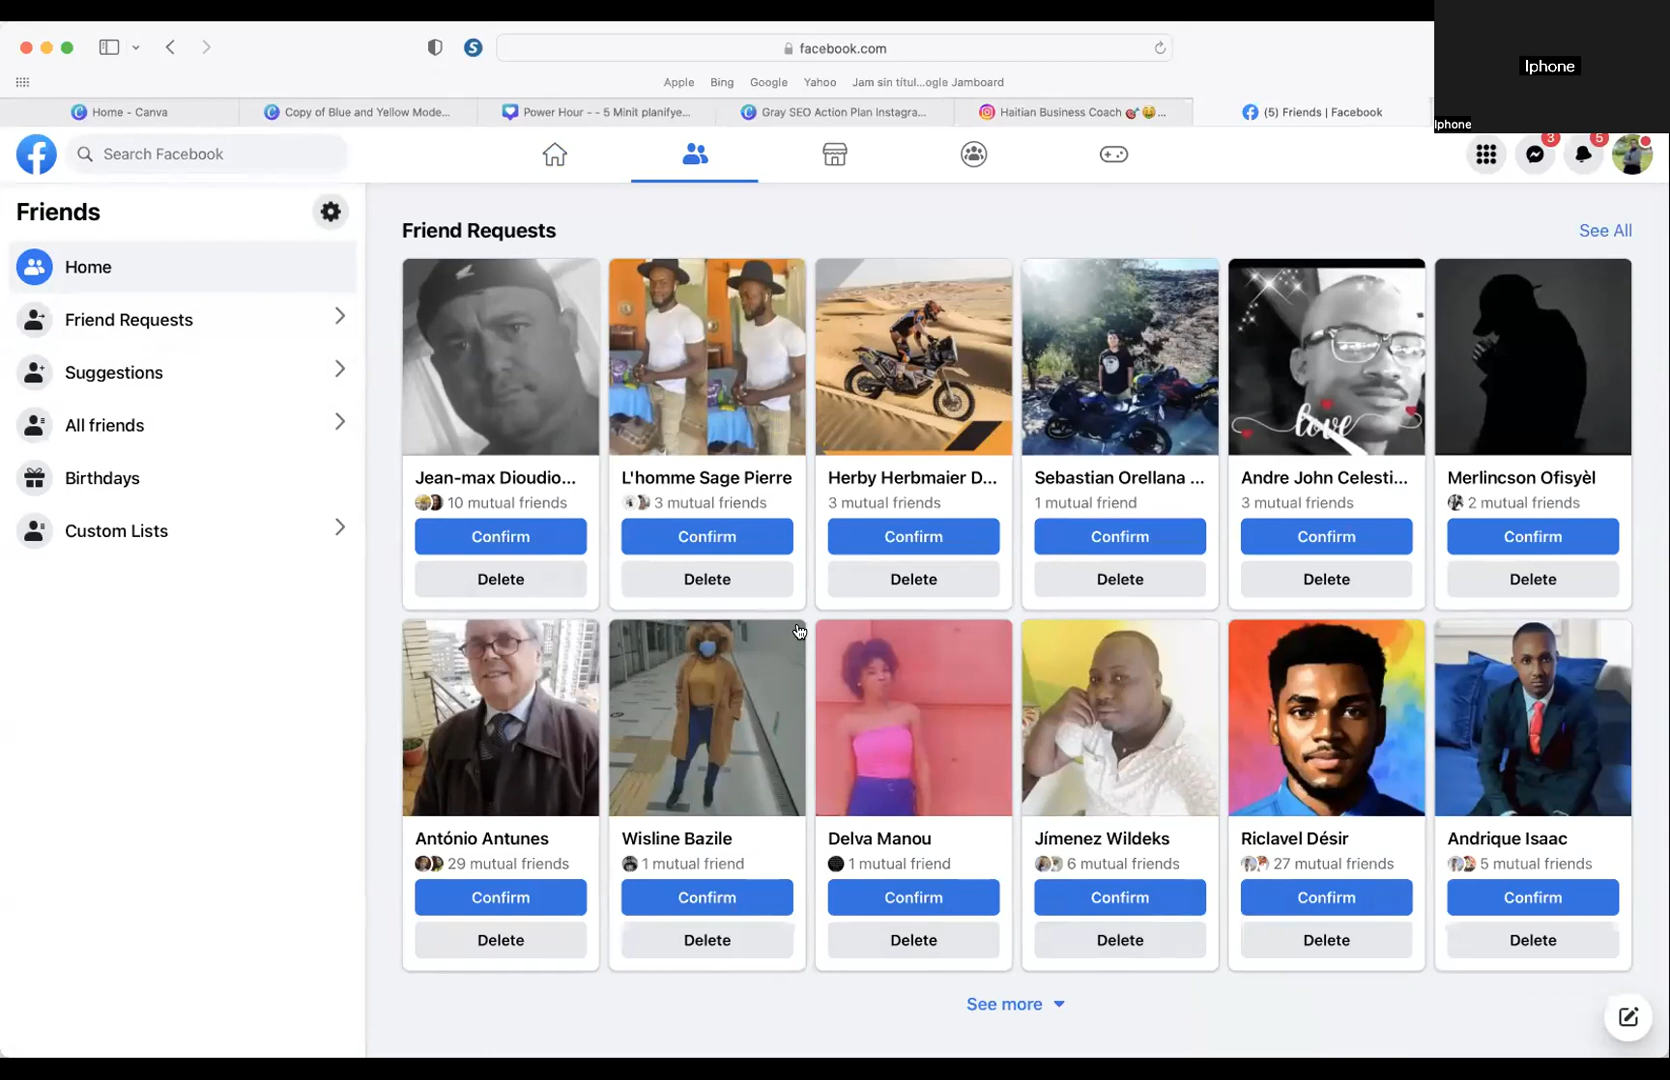 facebook.com
Iphone
Apple Bing Google Yahoo Jam sin títul...ogle Jamboard
Home - Canva
Copy of Blue and Yellow Mode...
Power Hour - - 5 Minit planifye...
Gray SEO Action Plan Instagra...
Haitian Business Coach 🎯🤑...
(5) Friends | Facebook
Iphone
Search Facebook
3
5
Friends
Home
Friend Requests
Suggestions
All friends
Birthdays
Custom Lists
Friend Requests
See All
love
Jean-max Dioudio...
10 mutual friends
Confirm
Delete
L'homme Sage Pierre
3 mutual friends
Confirm
Delete
Herby Herbmaier D...
3 mutual friends
Confirm
Delete
Sebastian Orellana ...
1 mutual friend
Confirm
Delete
Andre John Celesti...
3 mutual friends
Confirm
Delete
Merlincson Ofisyèl
2 mutual friends
Confirm
Delete
António Antunes
29 mutual friends
Confirm
Delete
Wisline Bazile
1 mutual friend
Confirm
Delete
Delva Manou
1 mutual friend
Confirm
Delete
Jímenez Wildeks
6 mutual friends
Confirm
Delete
Riclavel Désir
27 mutual friends
Confirm
Delete
Andrique Isaac
5 mutual friends
Confirm
Delete
See more